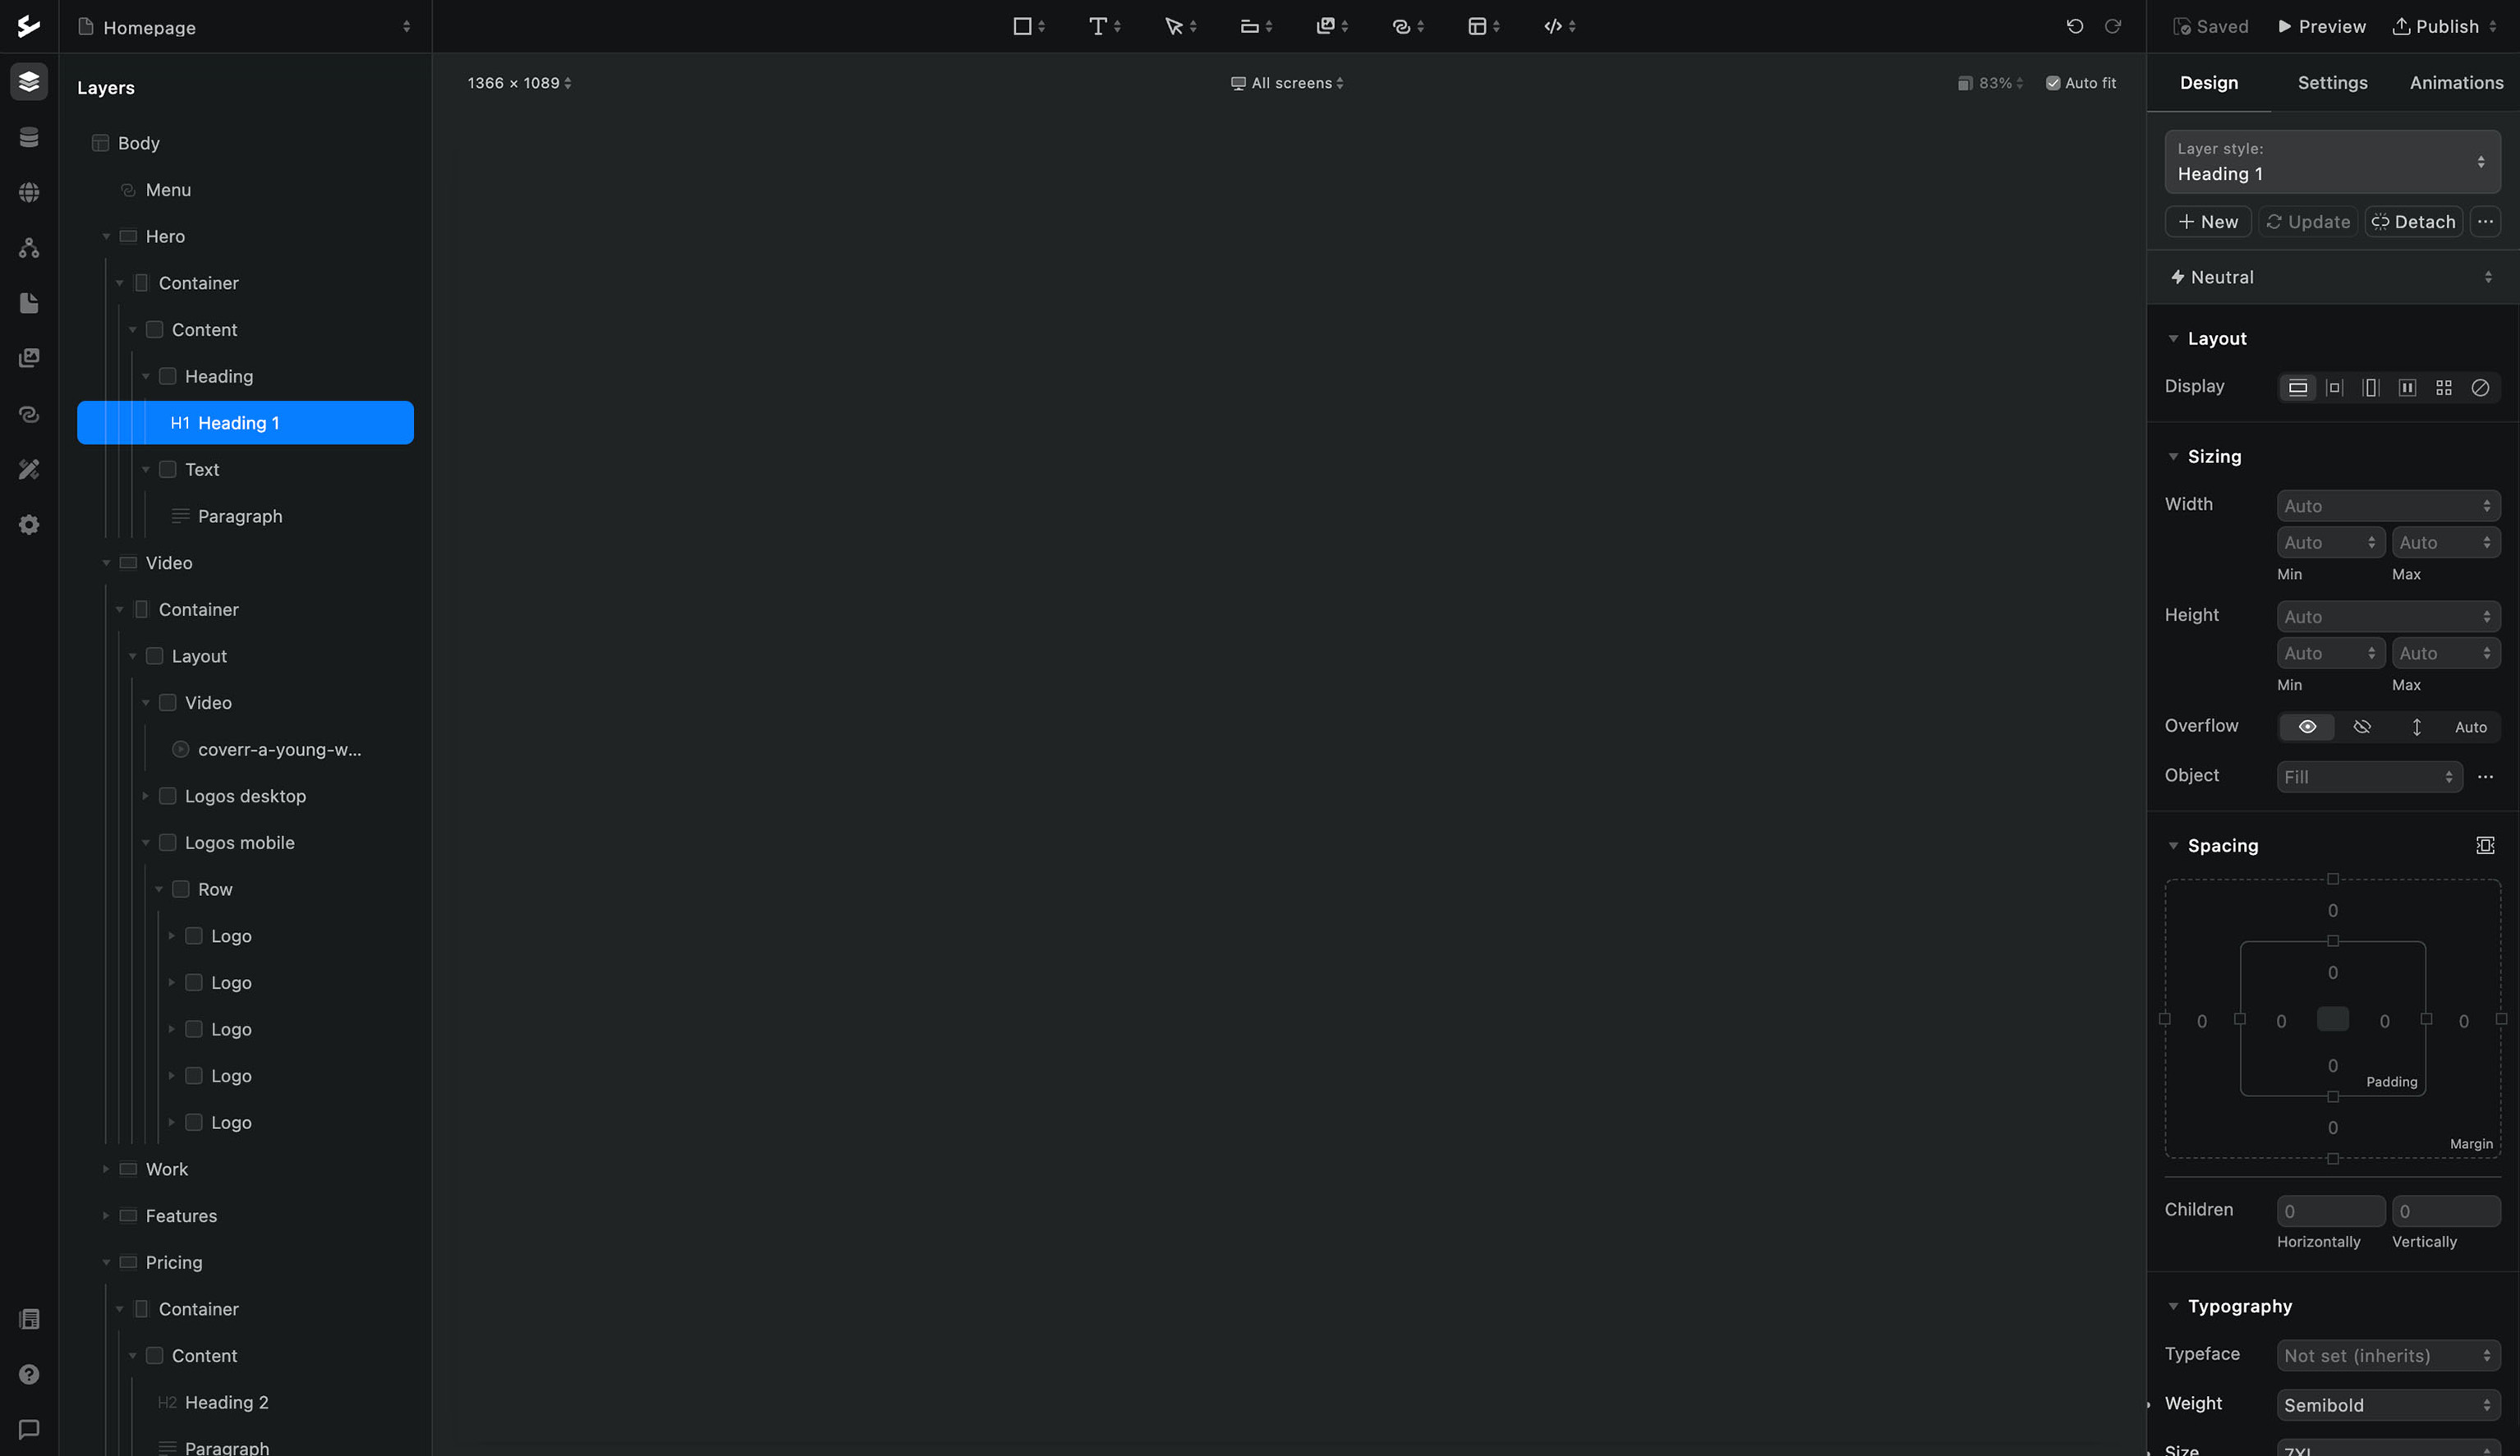 Homepage
Saved
Preview
Publish
Layers
1366 × 1089
All screens
83%
Auto fit
Design
Settings
Animations
Body
Menu
Hero
Container
Content
Heading
H1 Heading 1
Text
Paragraph
Video
Container
Layout
Video
coverr-a-young-w...
Logos desktop
Logos mobile
Row
Logo
Logo
Logo
Logo
Logo
Work
Features
Pricing
Container
Content
H2 Heading 2
Paragraph
Layer style:
Heading 1
New
Update
Detach
Neutral
Layout
Display
Sizing
Width
Auto
Auto
Auto
Min
Max
Height
Auto
Auto
Auto
Min
Max
Overflow
Auto
Object
Fill
Spacing
0
0
0
0
0
0
0
Padding
0
Margin
Children
0
0
Horizontally
Vertically
Typography
Typeface
Not set (inherits)
Weight
Semibold
Size
7XL